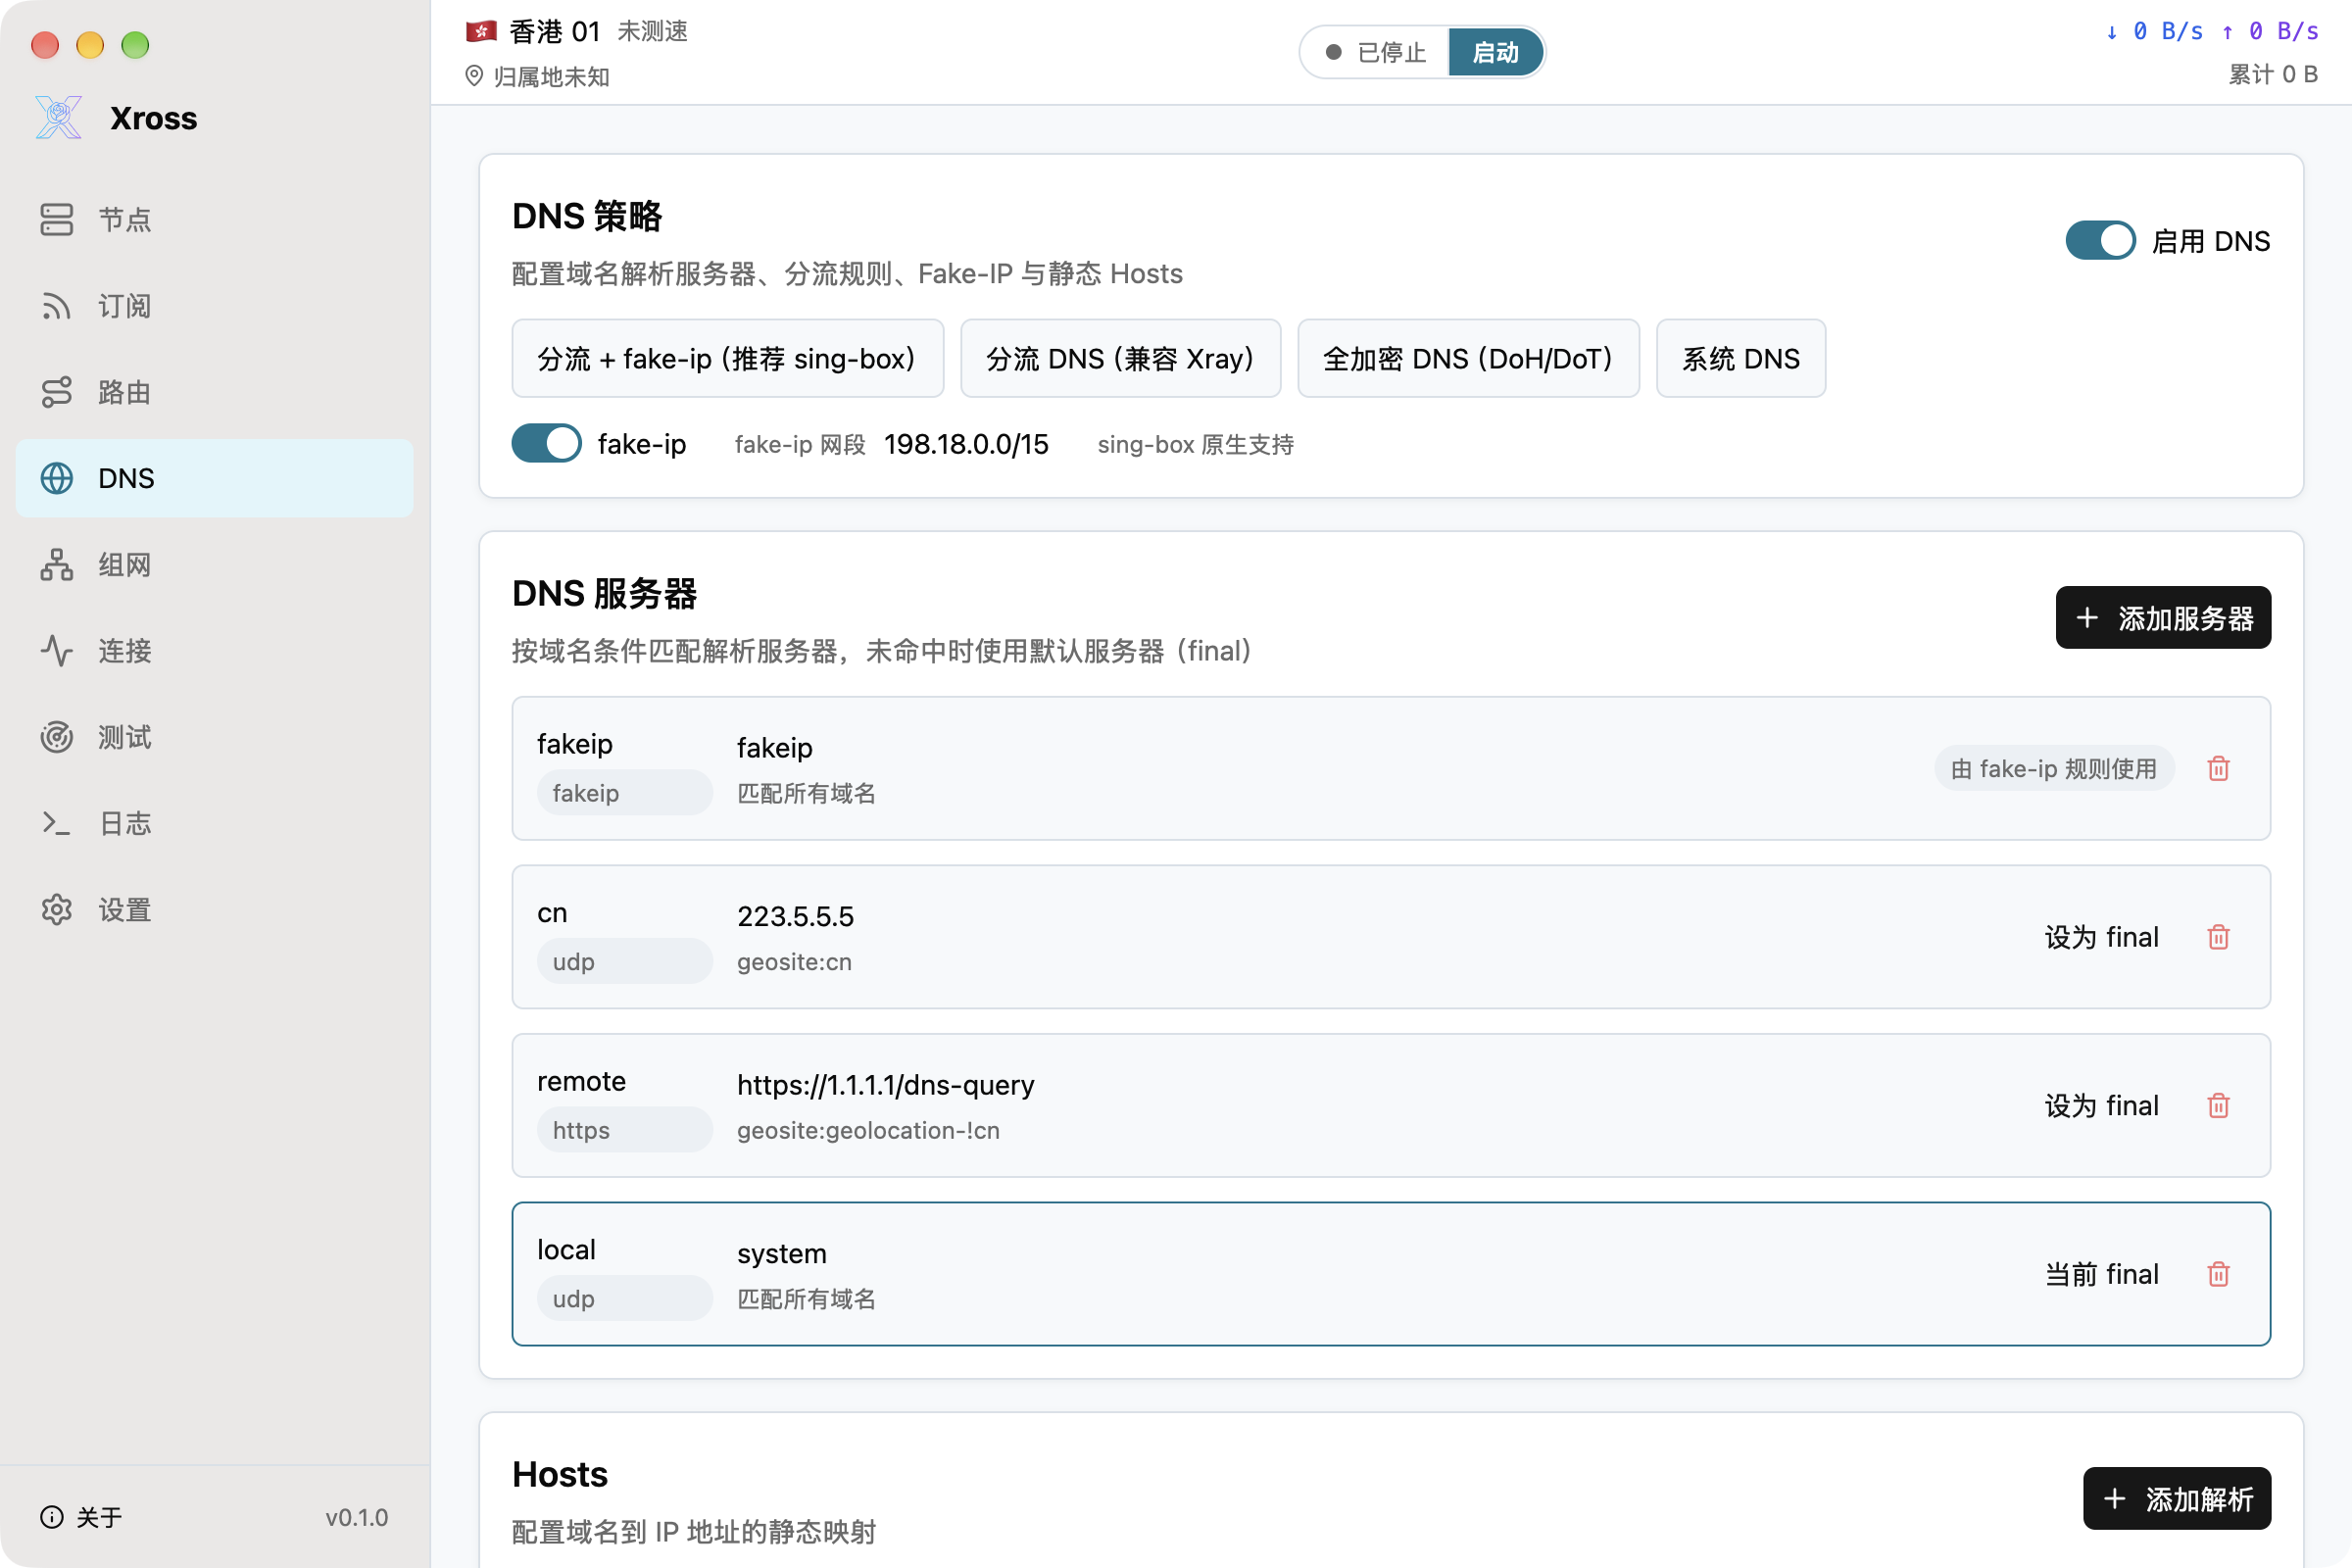 Xross
节点
订阅
路由
DNS
组网
连接
测试
日志
设置
关于
v0.1.0
香港 01 未测速
归属地未知
已停止
启动
↓ 0 B/s ↑ 0 B/s
累计 0 B
DNS 策略
配置域名解析服务器、分流规则、Fake-IP 与静态 Hosts
启用 DNS
分流 + fake-ip (推荐 sing-box)
分流 DNS (兼容 Xray)
全加密 DNS (DoH/DoT)
系统 DNS
fake-ip
fake-ip 网段 198.18.0.0/15
sing-box 原生支持
DNS 服务器
按域名条件匹配解析服务器，未命中时使用默认服务器 (final)
+ 添加服务器
fakeip
fakeip
fakeip
匹配所有域名
由 fake-ip 规则使用
cn
udp
223.5.5.5
geosite:cn
设为 final
remote
https
https://1.1.1.1/dns-query
geosite:geolocation-!cn
设为 final
local
udp
system
匹配所有域名
当前 final
Hosts
配置域名到 IP 地址的静态映射
+ 添加解析